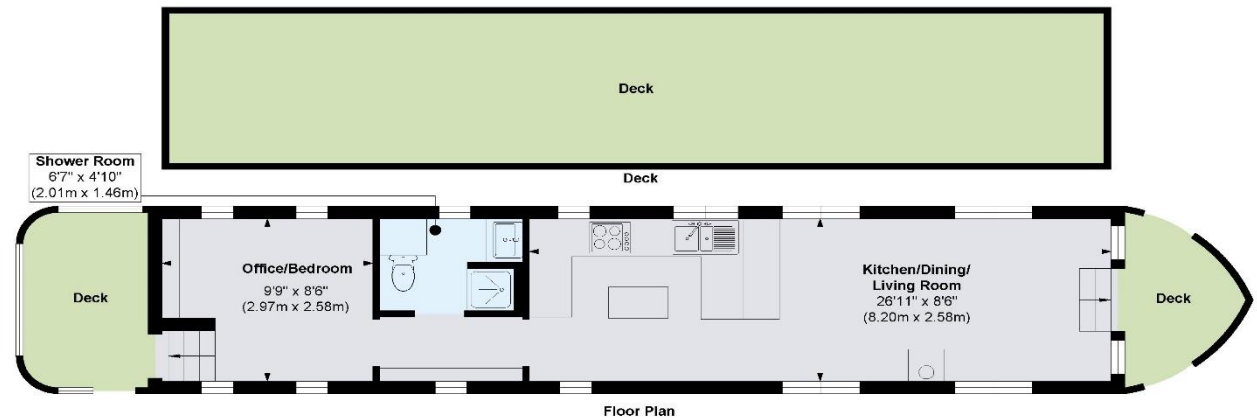 Deck
Deck
Shower Room
6'7" x 4'10"
(2.01m x 1.46m)
Deck
Office/Bedroom
9'9" x 8'6"
(2.97m x 2.58m)
Kitchen/Dining/
Living Room
26'11" x 8'6"
(8.20m x 2.58m)
Deck
Floor Plan